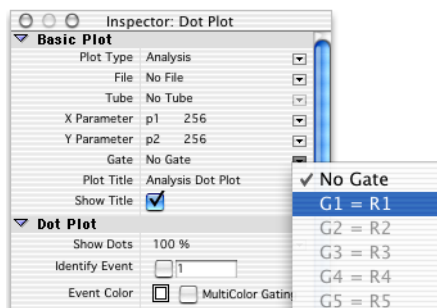 Inspector: Dot Plot
Basic Plot
Plot Type Analysis
File No File
Tube No Tube
X Parameter p1 256
Y Parameter p2 256
Gate No Gate
Plot Title Analysis Dot Plot
Show Title
✓ No Gate
G1 = R1
G2 = R2
G3 = R3
G4 = R4
G5 = R5
Dot Plot
Show Dots 100 %
Identify Event 1
Event Color MultiColor Gating